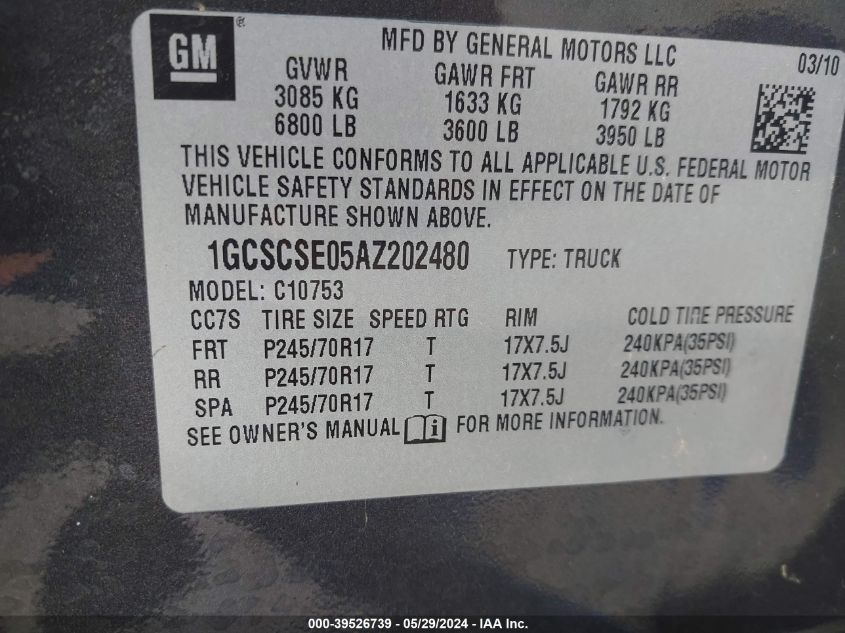 GM®
MFD BY GENERAL MOTORS LLC
03/10
GVWR GAWR FRT GAWR RR
3085 KG 1633 KG 1792 KG
6800 LB 3600 LB 3950 LB
THIS VEHICLE CONFORMS TO ALL APPLICABLE U.S. FEDERAL MOTOR
VEHICLE SAFETY STANDARDS IN EFFECT ON THE DATE OF
MANUFACTURE SHOWN ABOVE.
1GCSCSE05AZ202480 TYPE: TRUCK
MODEL: C10753
CC7S TIRE SIZE SPEED RTG RIM COLD TIRE PRESSURE
FRT P245/70R17 T 17X7.5J 240KPA(35PSI)
RR P245/70R17 T 17X7.5J 240KPA(35PSI)
SPA P245/70R17 T 17X7.5J 240KPA(35PSI)
SEE OWNER'S MANUAL i FOR MORE INFORMATION.
000-39526739 - 05/29/2024 - IAA Inc.